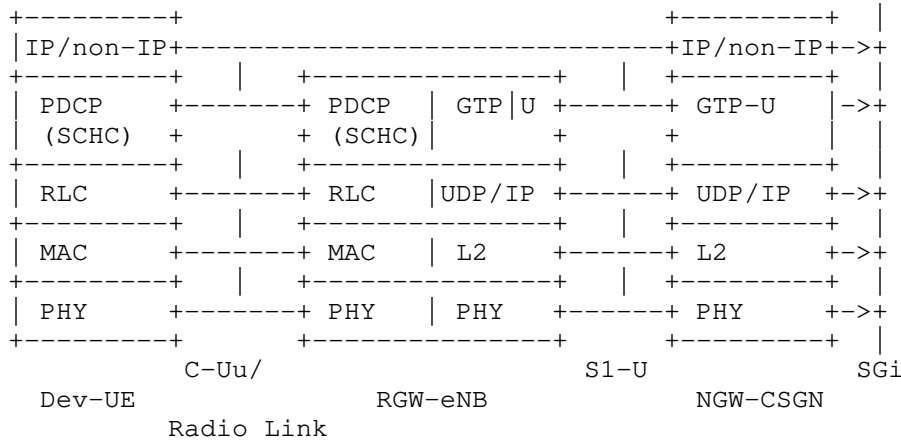 IP/non-IP IP/non-IP
PDCP PDCP GTP|U GTP-U
(SCHC) (SCHC)
RLC RLC UDP/IP UDP/IP
MAC MAC L2 L2
PHY PHY PHY PHY
C-Uu/ S1-U SGi
Dev-UE RGW-eNB NGW-CSGN
Radio Link